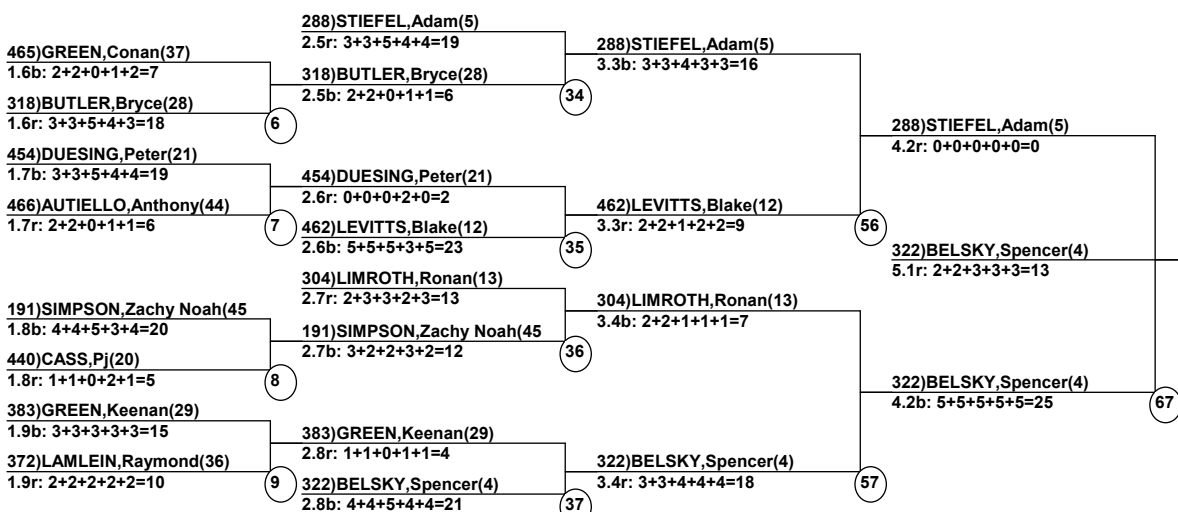 465)GREEN,Conan(37)
1.6b: 2+2+0+1+2=7
318)BUTLER,Bryce(28)
1.6r: 3+3+5+4+3=18
6
454)DUESING,Peter(21)
1.7b: 3+3+5+4+4=19
466)AUTIELLO,Anthony(44)
1.7r: 2+2+0+1+1=6
7
191)SIMPSON,Zachy Noah(45
1.8b: 4+4+5+3+4=20
440)CASS,Pj(20)
1.8r: 1+1+0+2+1=5
8
383)GREEN,Keenan(29)
1.9b: 3+3+3+3+3=15
372)LAMLEIN,Raymond(36)
1.9r: 2+2+2+2+2=10
9
288)STIEFEL,Adam(5)
2.5r: 3+3+5+4+4=19
318)BUTLER,Bryce(28)
2.5b: 2+2+0+1+1=6
34
454)DUESING,Peter(21)
2.6r: 0+0+0+2+0=2
462)LEVITTS,Blake(12)
2.6b: 5+5+5+3+5=23
35
304)LIMROTH,Ronan(13)
2.7r: 2+3+3+2+3=13
191)SIMPSON,Zachy Noah(45
2.7b: 3+2+2+3+2=12
36
383)GREEN,Keenan(29)
2.8r: 1+1+0+1+1=4
322)BELSKY,Spencer(4)
2.8b: 4+4+5+4+4=21
37
288)STIEFEL,Adam(5)
3.3b: 3+3+4+3+3=16
462)LEVITTS,Blake(12)
3.3r: 2+2+1+2+2=9
56
304)LIMROTH,Ronan(13)
3.4b: 2+2+1+1+1=7
322)BELSKY,Spencer(4)
3.4r: 3+3+4+4+4=18
57
288)STIEFEL,Adam(5)
4.2r: 0+0+0+0+0=0
322)BELSKY,Spencer(4)
5.1r: 2+2+3+3+3=13
322)BELSKY,Spencer(4)
4.2b: 5+5+5+5+5=25
67